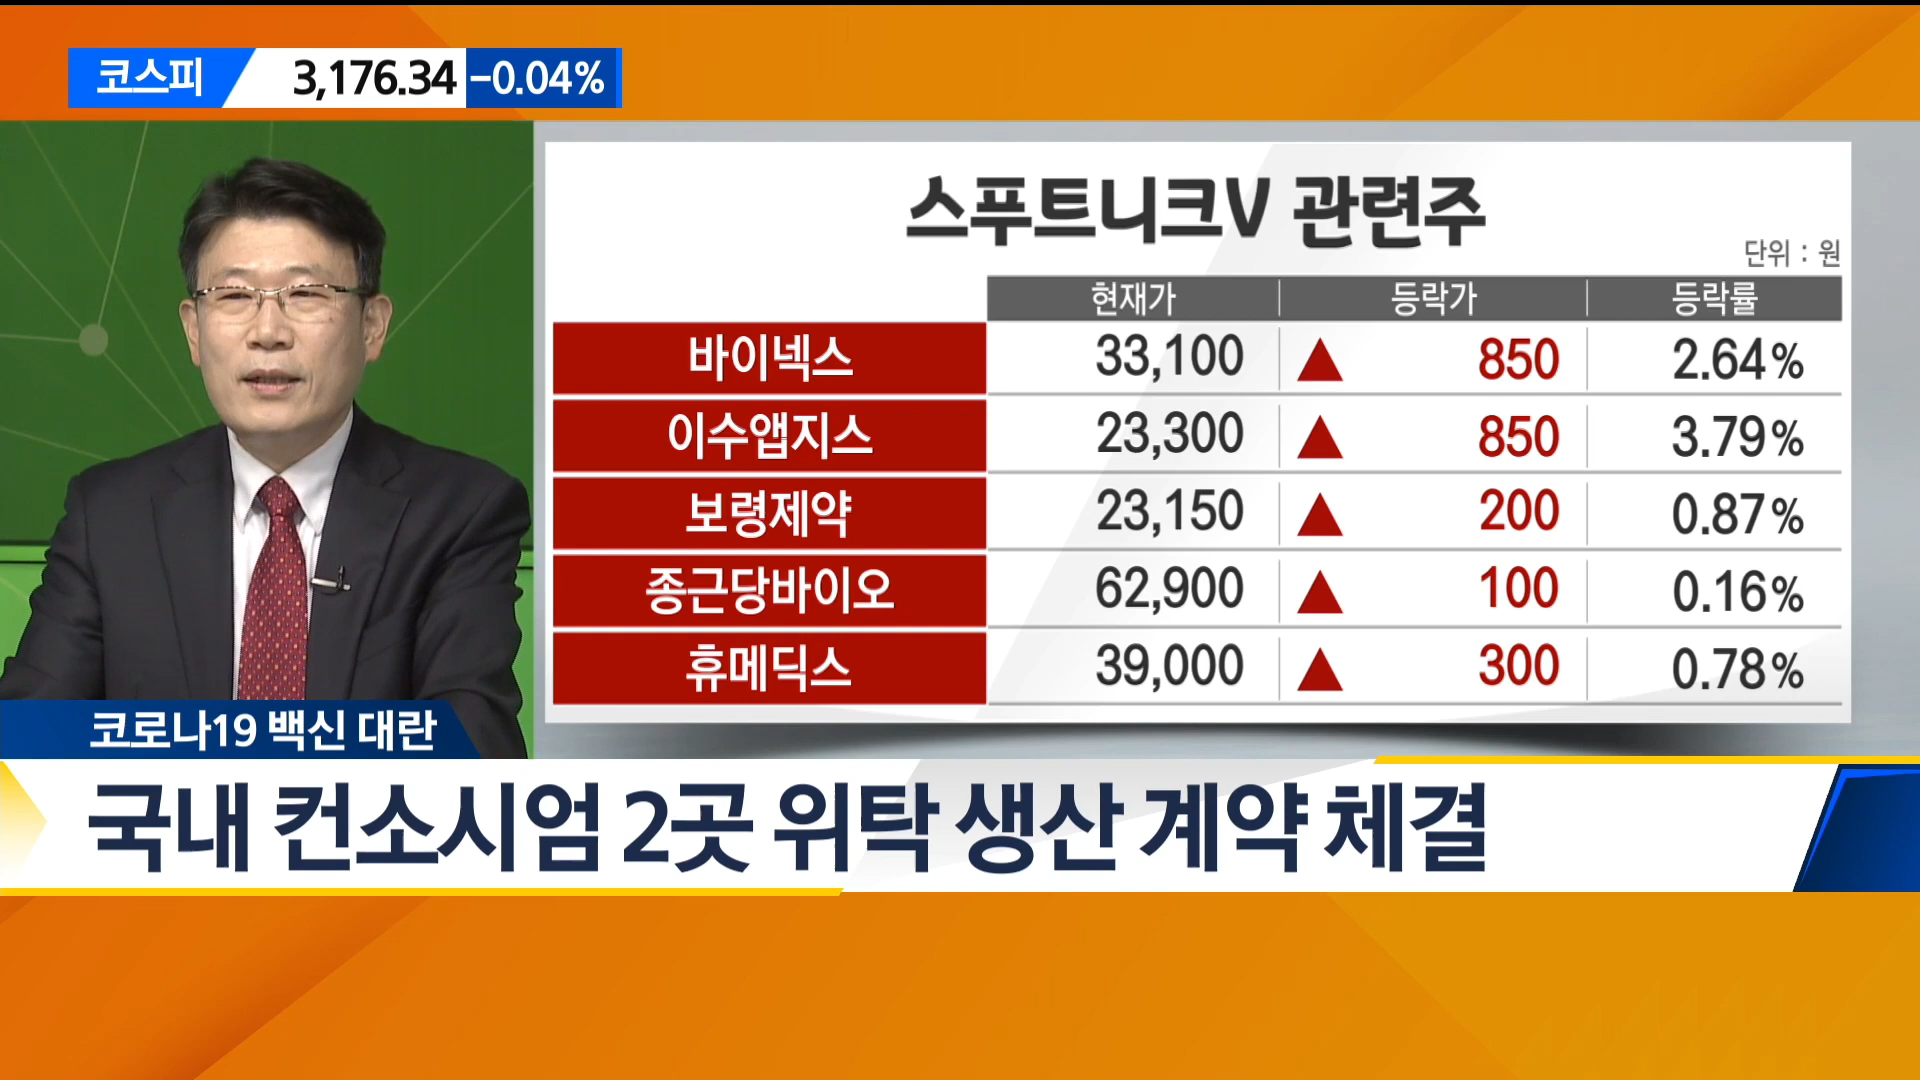 코스피 3,176.34 -0.04%
스푸트니크V 관련주
단위 : 원
현재가 등락가 등락률
바이넥스 33,100 ▲ 850 2.64%
이수앱지스 23,300 ▲ 850 3.79%
보령제약 23,150 ▲ 200 0.87%
종근당바이오 62,900 ▲ 100 0.16%
휴메딕스 39,000 ▲ 300 0.78%
코로나19 백신 대란
국내 컨소시엄 2곳 위탁 생산 계약 체결